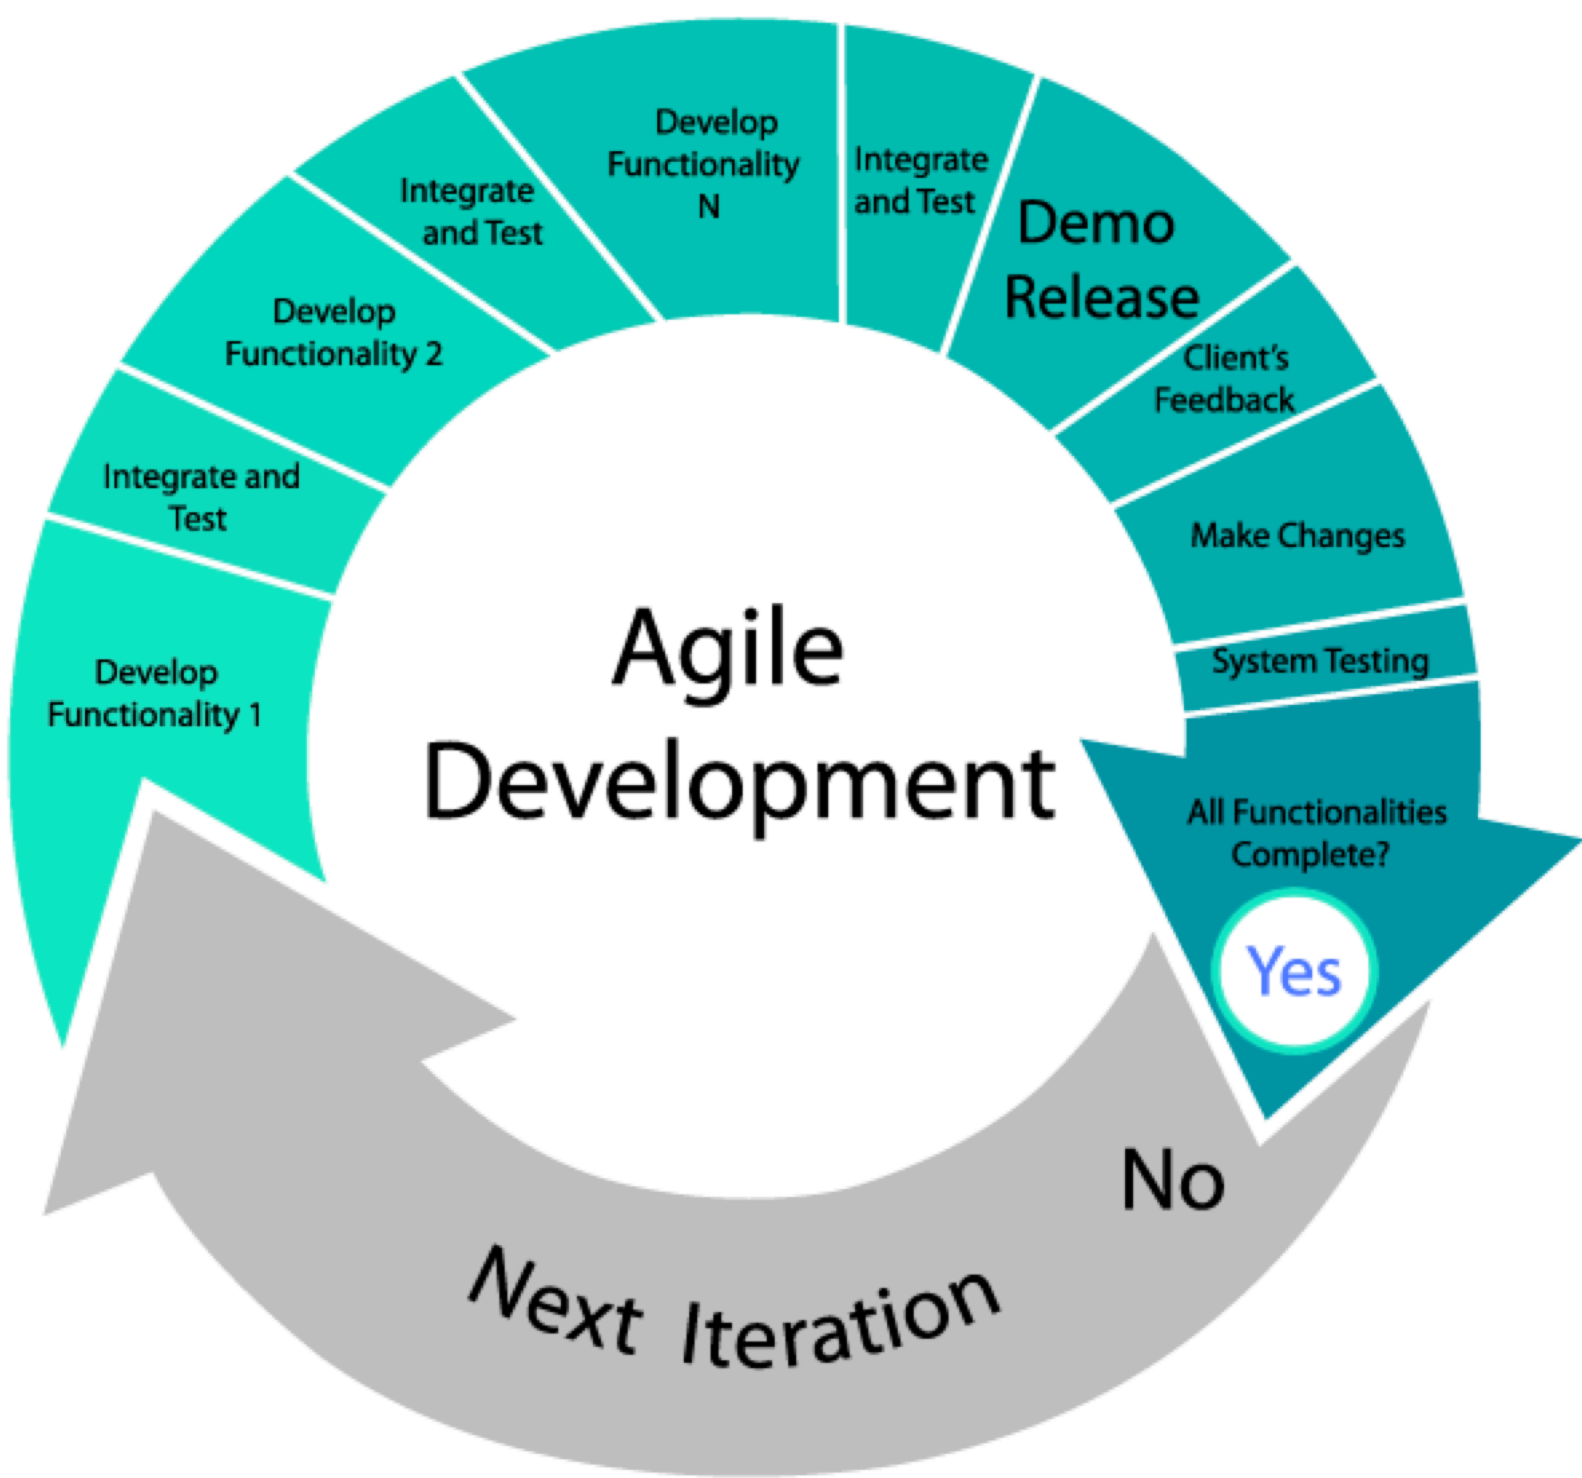 Develop
Functionality 1
Integrate and
Test
Develop
Functionality 2
Integrate
and Test
Develop
Functionality
N
Integrate
and Test
Demo
Release
Client's
Feedback
Make Changes
System Testing
All Functionalities
Complete?
Yes
No
Next Iteration
Agile
Development